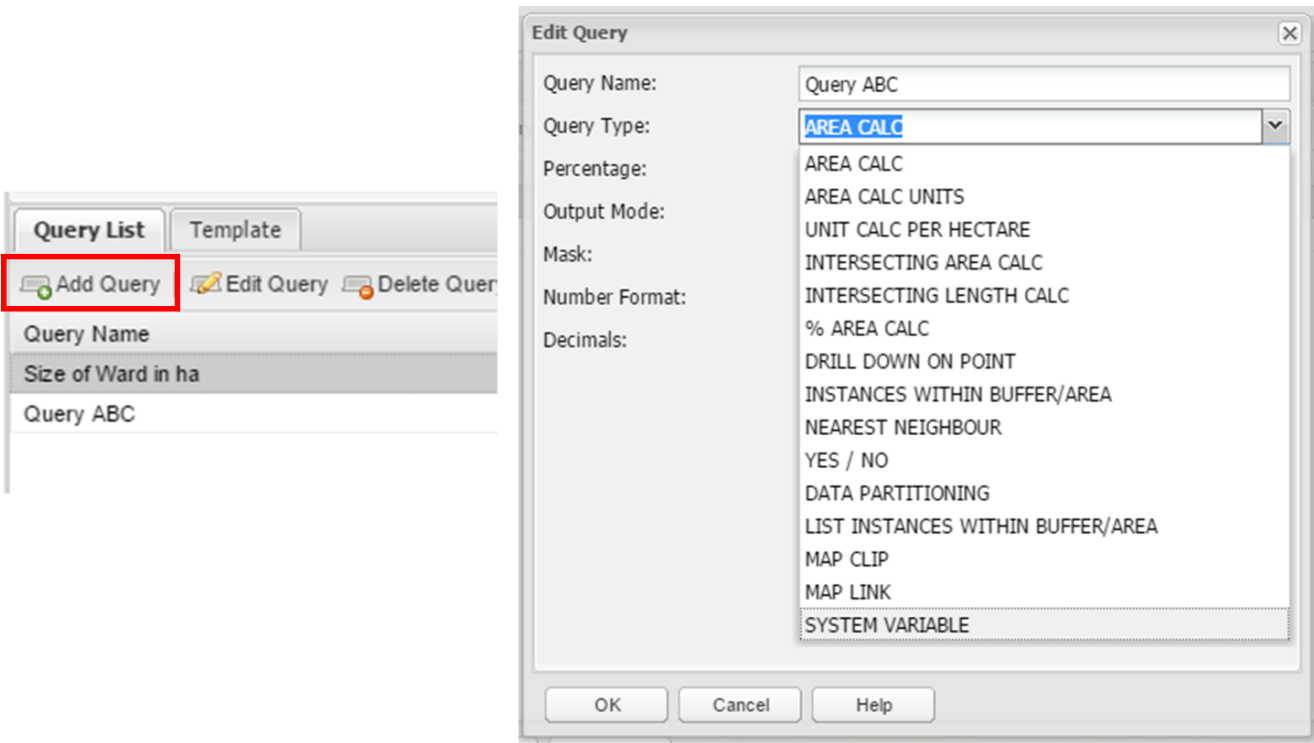 Query List Template
Add Query Edit Query Delete Quer
Query Name
Size of Ward in ha
Query ABC
Edit Query
Query Name: Query ABC
Query Type: AREA CALC
Percentage:
Output Mode:
Mask:
Number Format:
Decimals:
AREA CALC
AREA CALC UNITS
UNIT CALC PER HECTARE
INTERSECTING AREA CALC
INTERSECTING LENGTH CALC
% AREA CALC
DRILL DOWN ON POINT
INSTANCES WITHIN BUFFER/AREA
NEAREST NEIGHBOUR
YES / NO
DATA PARTITIONING
LIST INSTANCES WITHIN BUFFER/AREA
MAP CLIP
MAP LINK
SYSTEM VARIABLE
OK Cancel Help